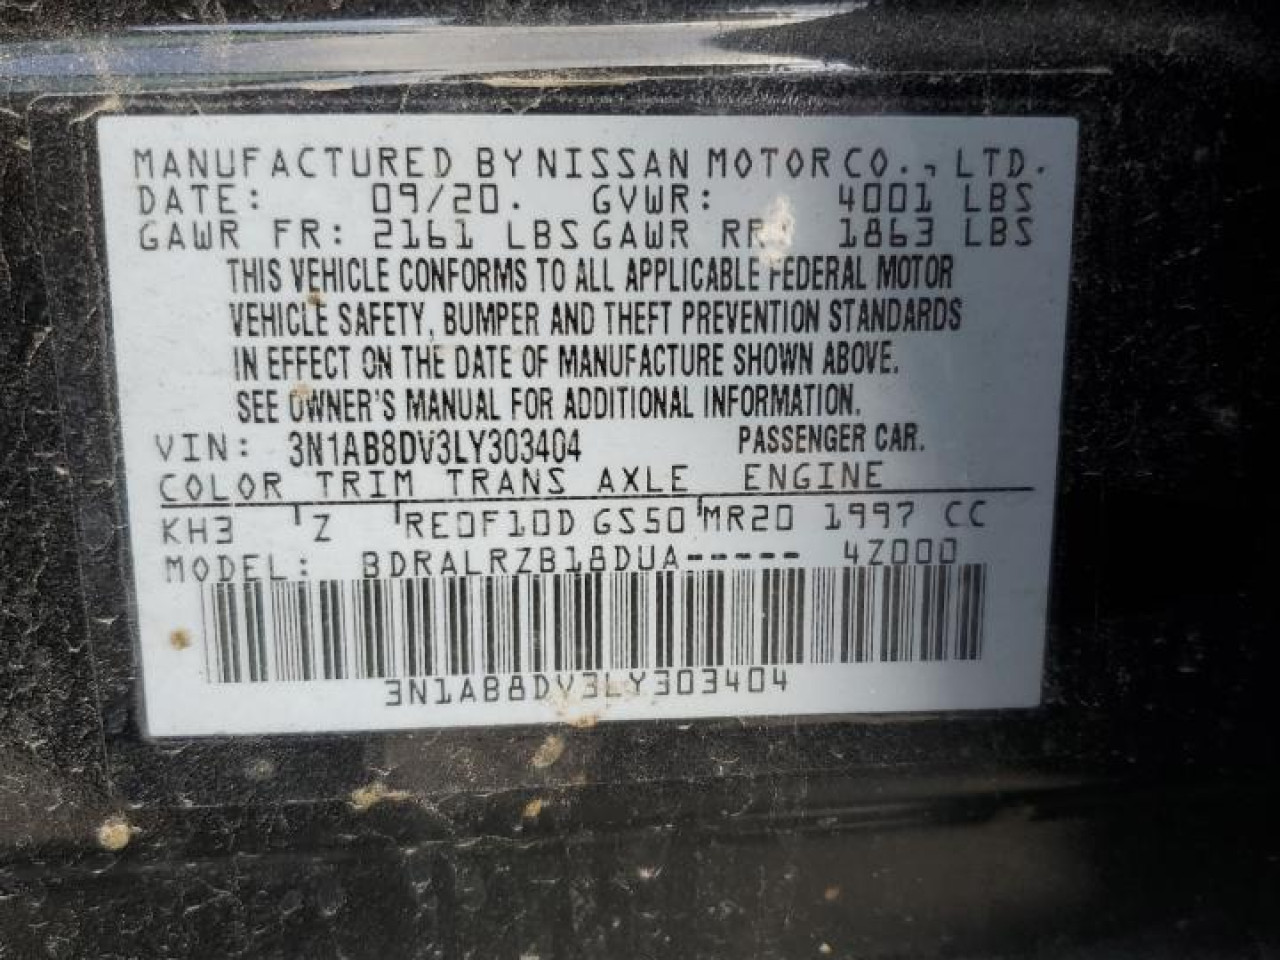 MANUFACTURED BY NISSAN MOTOR CO., LTD.
DATE: 09/20. GVWR: 4001 LBS
GAWR FR: 2161 LBS GAWR RR: 1863 LBS
THIS VEHICLE CONFORMS TO ALL APPLICABLE FEDERAL MOTOR
VEHICLE SAFETY, BUMPER AND THEFT PREVENTION STANDARDS
IN EFFECT ON THE DATE OF MANUFACTURE SHOWN ABOVE.
SEE OWNER'S MANUAL FOR ADDITIONAL INFORMATION.
VIN: 3N1AB8DV3LY303404 PASSENGER CAR.
COLOR TRIM TRANS AXLE ENGINE
KH3 Z RE0F10D GS50 MR20 1997 CC
MODEL: BDRALRZB18DUA----- 4Z000
3N1AB8DV3LY303404